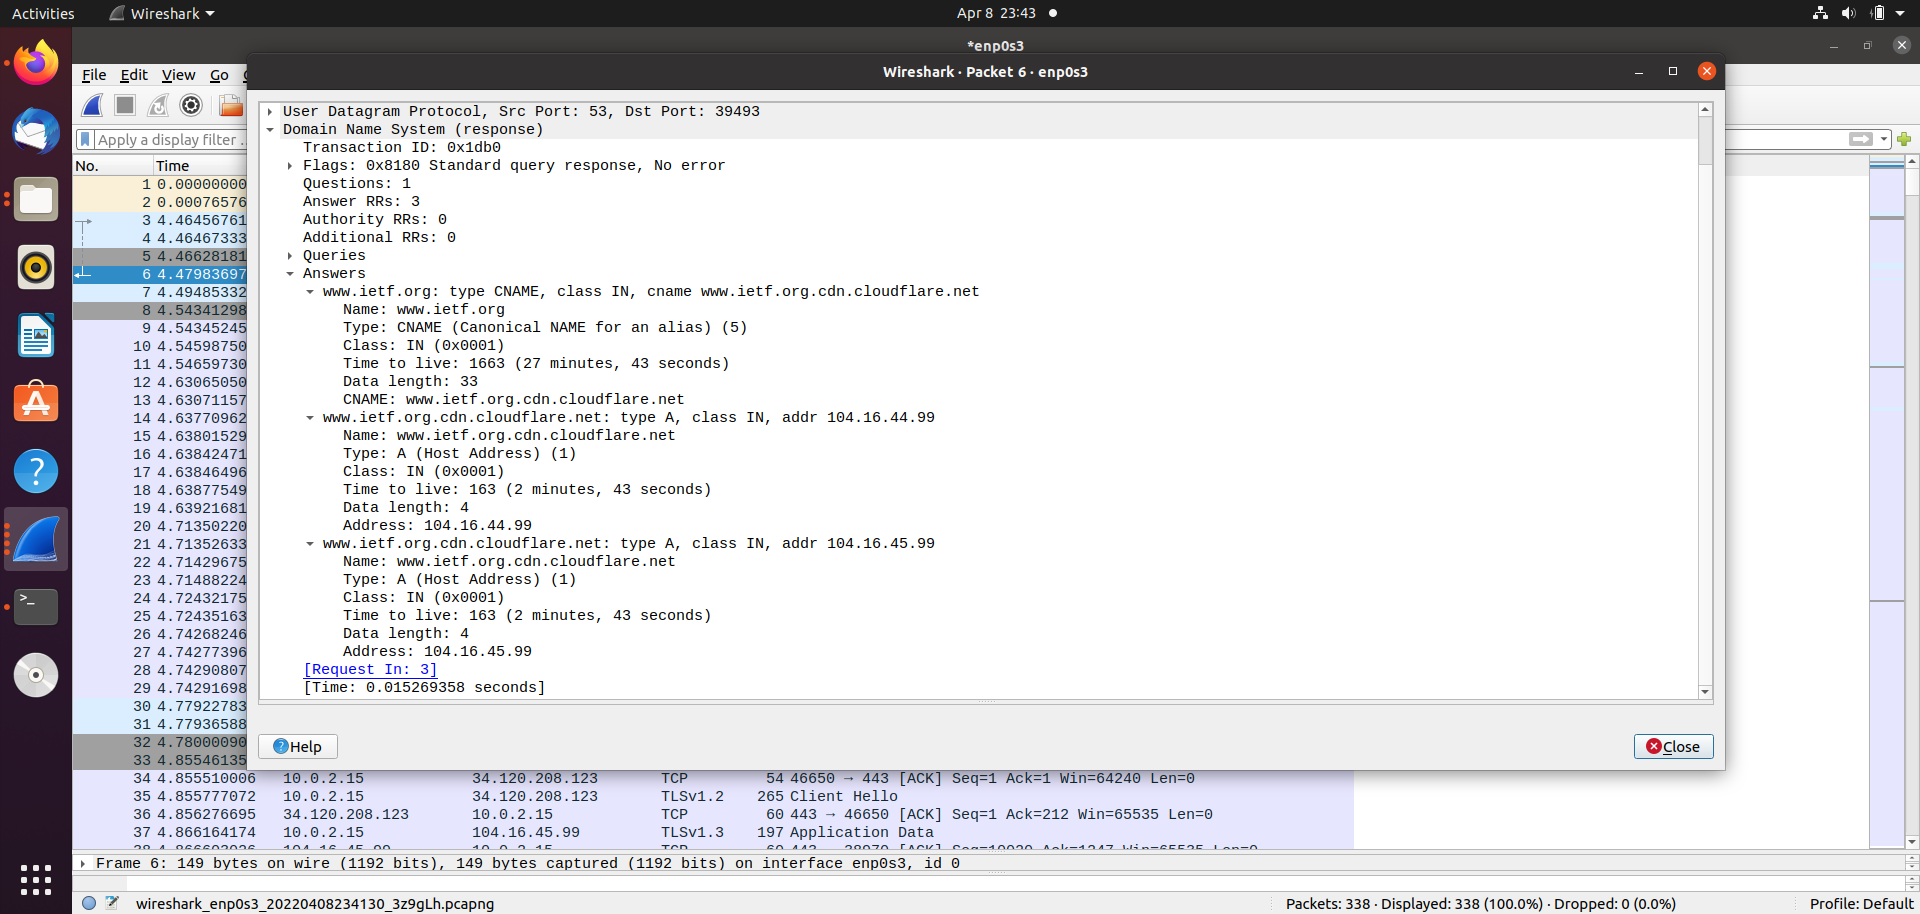 Activities
Wireshark
Apr 8 23:43
*enp0s3
File Edit View Go
Wireshark · Packet 6 · enp0s3
Apply a display filter ..
No. Time
1 0.00000000
2 0.00076576
3 4.46456761
4 4.46467333
5 4.46628181
6 4.47983697
7 4.49485332
8 4.54341298
9 4.54345245
10 4.54598750
11 4.54659730
12 4.63065050
13 4.63071157
14 4.63770962
15 4.63801529
16 4.63842471
17 4.63846496
18 4.63877549
19 4.63921681
20 4.71350220
21 4.71352633
22 4.71429675
23 4.71488224
24 4.72432175
25 4.72435163
26 4.74268246
27 4.74277396
28 4.74290807
29 4.74291698
30 4.77922783
31 4.77936588
32 4.78000090
33 4.85546135
User Datagram Protocol, Src Port: 53, Dst Port: 39493
Domain Name System (response)
Transaction ID: 0x1db0
Flags: 0x8180 Standard query response, No error
Questions: 1
Answer RRs: 3
Authority RRs: 0
Additional RRs: 0
Queries
Answers
www.ietf.org: type CNAME, class IN, cname www.ietf.org.cdn.cloudflare.net
Name: www.ietf.org
Type: CNAME (Canonical NAME for an alias) (5)
Class: IN (0x0001)
Time to live: 1663 (27 minutes, 43 seconds)
Data length: 33
CNAME: www.ietf.org.cdn.cloudflare.net
www.ietf.org.cdn.cloudflare.net: type A, class IN, addr 104.16.44.99
Name: www.ietf.org.cdn.cloudflare.net
Type: A (Host Address) (1)
Class: IN (0x0001)
Time to live: 163 (2 minutes, 43 seconds)
Data length: 4
Address: 104.16.44.99
www.ietf.org.cdn.cloudflare.net: type A, class IN, addr 104.16.45.99
Name: www.ietf.org.cdn.cloudflare.net
Type: A (Host Address) (1)
Class: IN (0x0001)
Time to live: 163 (2 minutes, 43 seconds)
Data length: 4
Address: 104.16.45.99
[Request In: 3]
[Time: 0.015269358 seconds]
Help
Close
34 4.855510006 10.0.2.15 34.120.208.123 TCP 54 46650 → 443 [ACK] Seq=1 Ack=1 Win=64240 Len=0
35 4.855777072 10.0.2.15 34.120.208.123 TLSv1.2 265 Client Hello
36 4.856276695 34.120.208.123 10.0.2.15 TCP 60 443 → 46650 [ACK] Seq=1 Ack=212 Win=65535 Len=0
37 4.866164174 10.0.2.15 104.16.45.99 TLSv1.3 197 Application Data
Frame 6: 149 bytes on wire (1192 bits), 149 bytes captured (1192 bits) on interface enp0s3, id 0
wireshark_enp0s3_20220408234130_3z9gLh.pcapng
Packets: 338 · Displayed: 338 (100.0%) · Dropped: 0 (0.0%)
Profile: Default